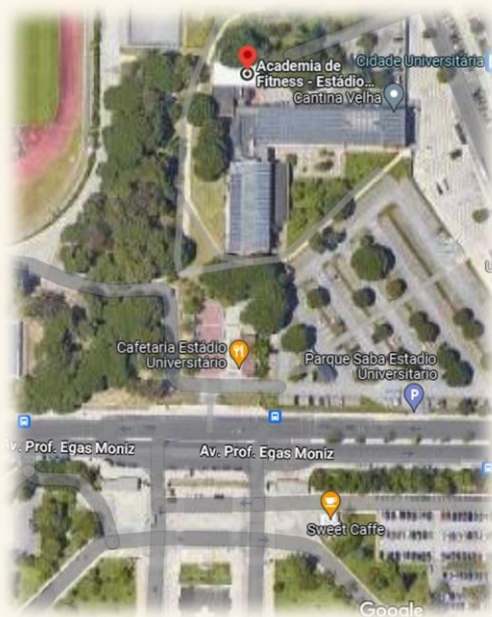 Academia de
Fitness - Estádio...
Cidade Universitária
Cantina Velha
Cafetaria Estadio
Universitário
Parque Saba Estadio
Universitario
P
Av. Prof. Egas Moniz
Av. Prof. Egas Moniz
Sweet Caffe
Google